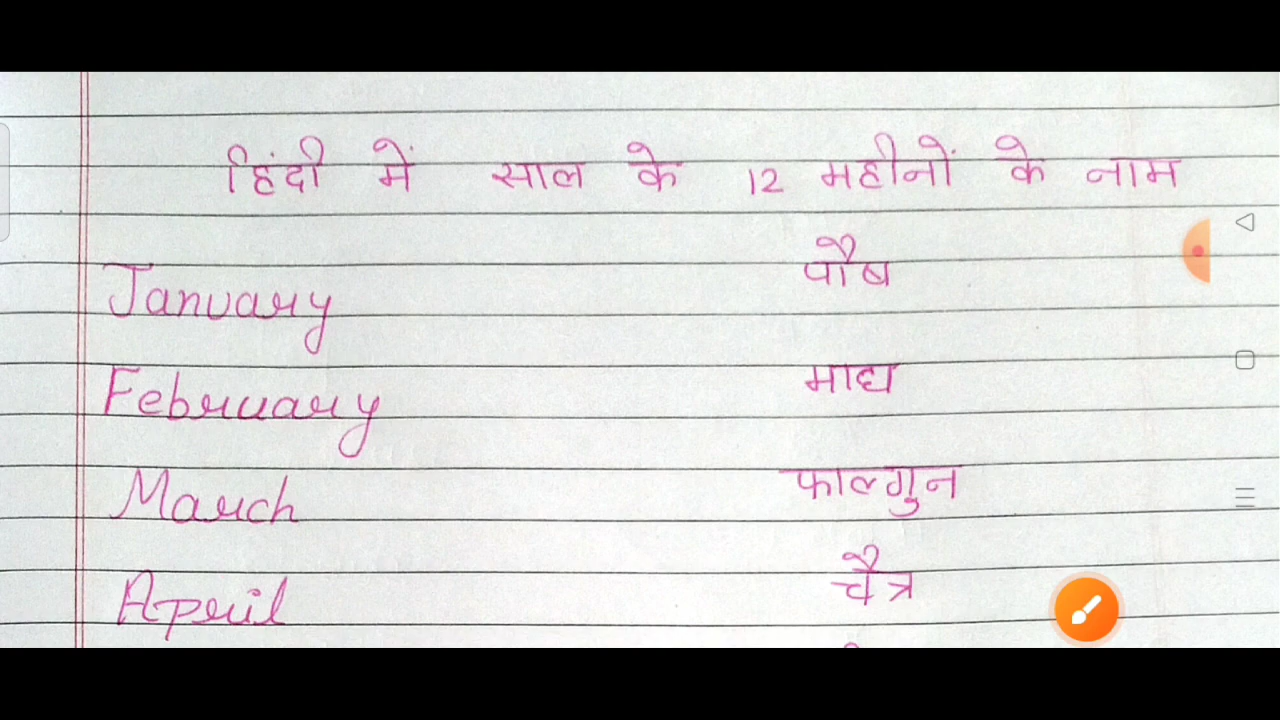 हिंदी में साल के 12 महीनों के नाम
January पौष
February माघ
March फाल्गुन
April चैत्र